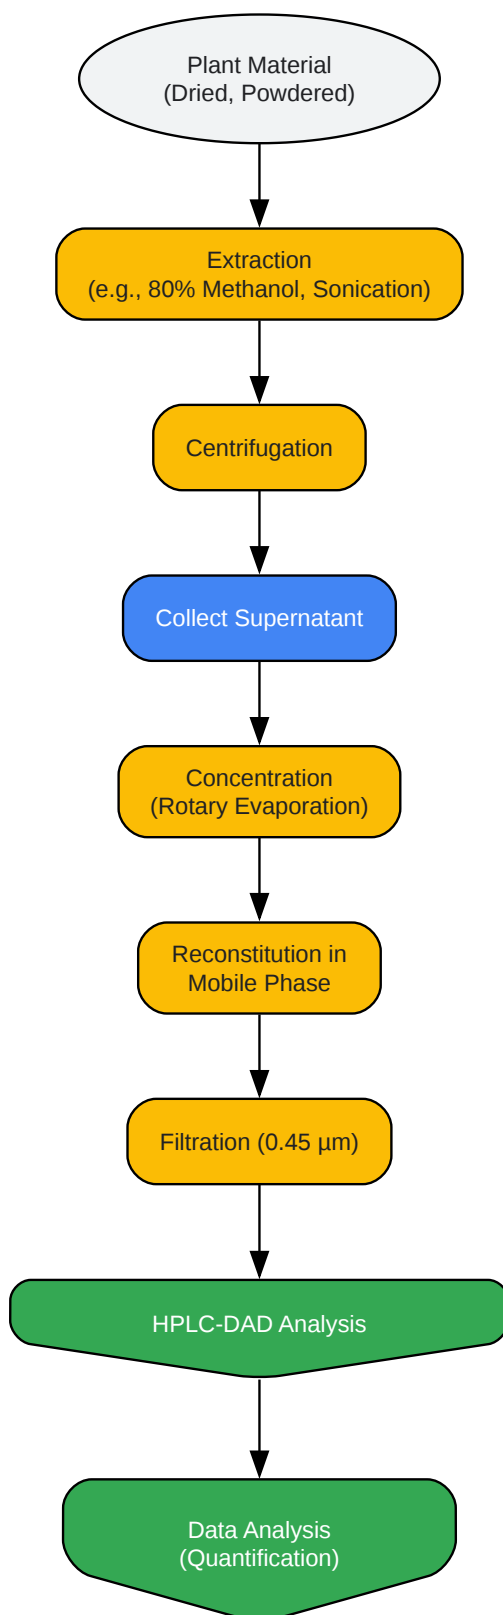 Plant Material
(Dried, Powdered)
Extraction
(e.g., 80% Methanol, Sonication)
Centrifugation
Collect Supernatant
Concentration
(Rotary Evaporation)
Reconstitution in
Mobile Phase
Filtration (0.45 µm)
HPLC-DAD Analysis
Data Analysis
(Quantification)